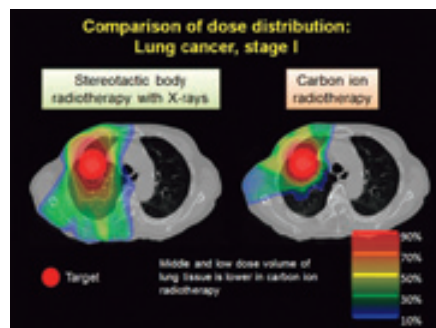 Comparison of dose distribution:
Lung cancer, stage I
Stereotactic body
radiotherapy with X-rays
Carbon ion
radiotherapy
Target
Middle and low dose volume of
lung tissue is lower in carbon ion
radiotherapy
90%
70%
50%
30%
10%